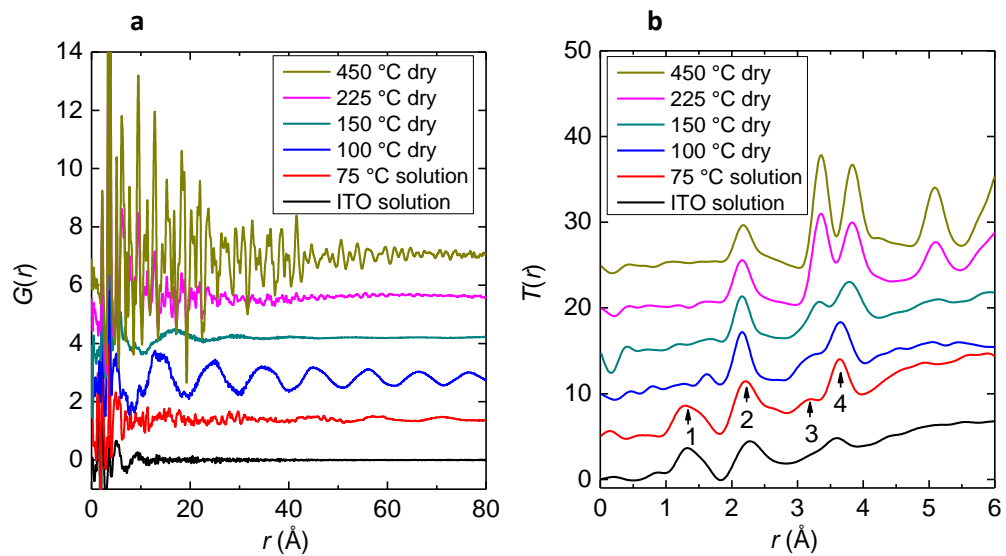 a
14
12
10
8
6
4
2
0
G(r)
450 °C dry
225 °C dry
150 °C dry
100 °C dry
75 °C solution
ITO solution
0 20 40 60 80
r (Å)
b
50
40
30
20
10
0
T(r)
450 °C dry
225 °C dry
150 °C dry
100 °C dry
75 °C solution
ITO solution
1
2
3
4
0 1 2 3 4 5 6
r (Å)